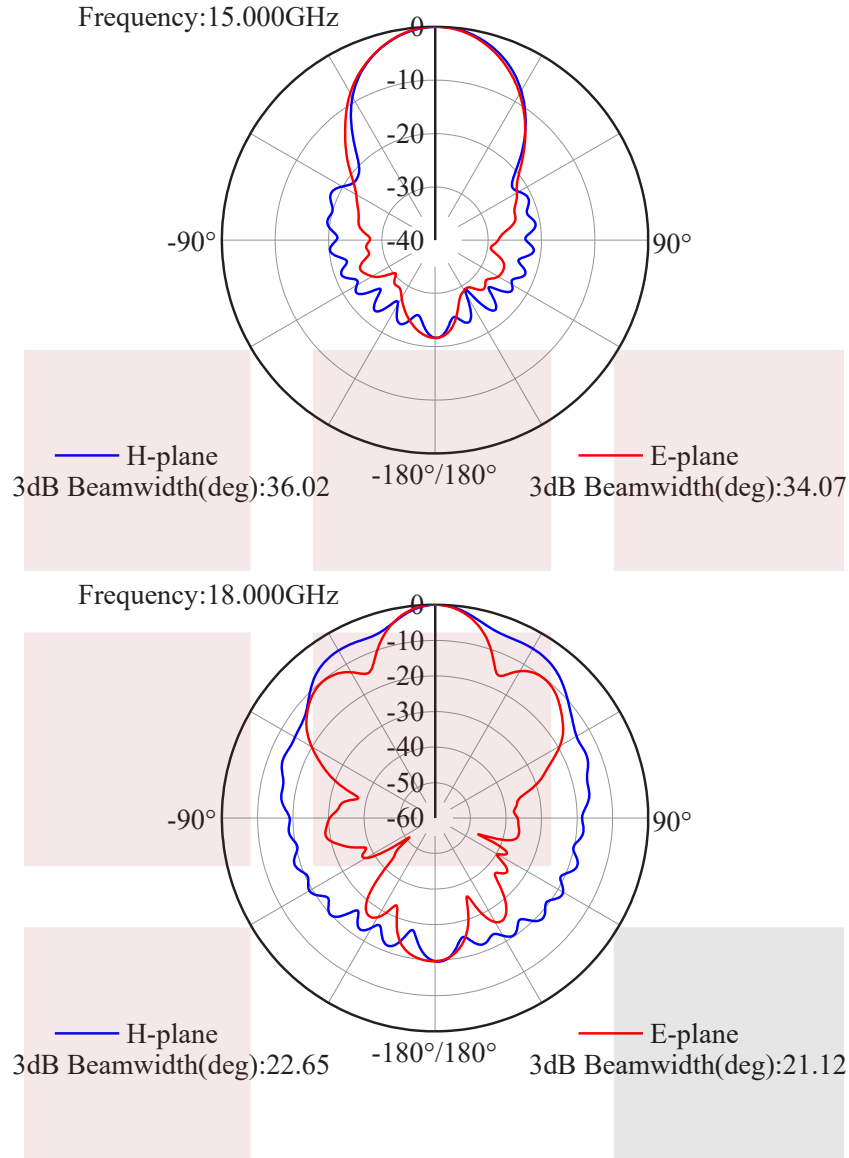 Frequency:15.000GHz
0
-10
-20
-30
-40
-90°
90°
-180°/180°
H-plane
3dB Beamwidth(deg):36.02
E-plane
3dB Beamwidth(deg):34.07
Frequency:18.000GHz
0
-10
-20
-30
-40
-50
-60
-90°
90°
-180°/180°
H-plane
3dB Beamwidth(deg):22.65
E-plane
3dB Beamwidth(deg):21.12